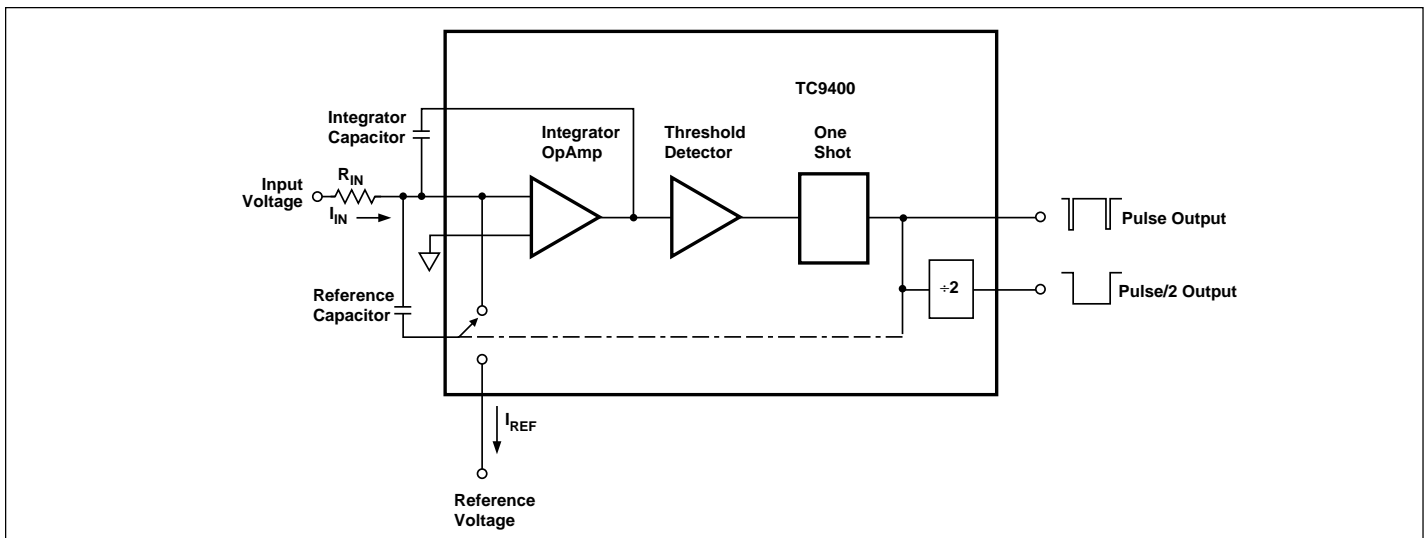 TC9400
Integrator
Capacitor
Integrator
OpAmp
Threshold
Detector
One
Shot
Input
Voltage
RIN
IIN
Pulse Output
÷2
Pulse/2 Output
Reference
Capacitor
IREF
Reference
Voltage